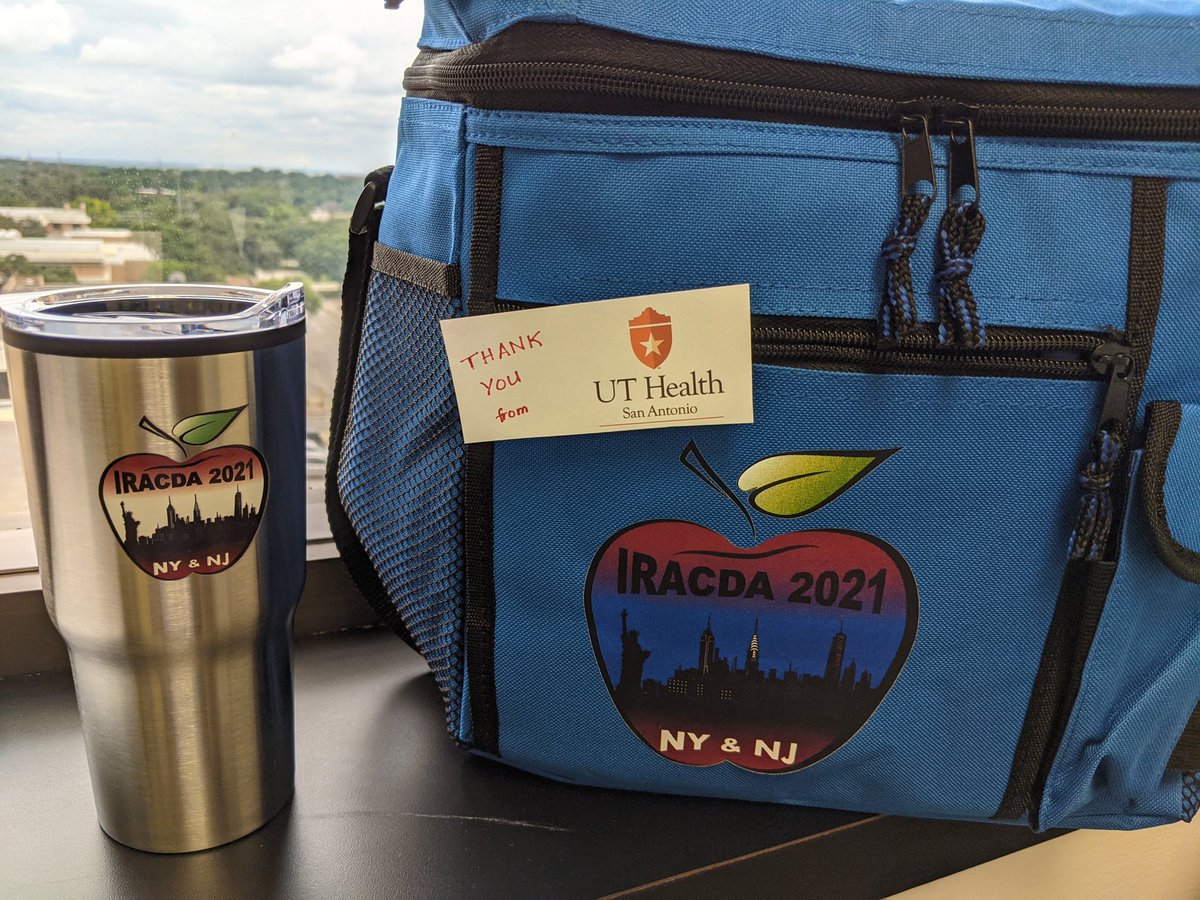 IRACDA 2021
NY & NJ
THANK
YOU
from
UT Health
San Antonio
IRACDA 2021
NY & NJ